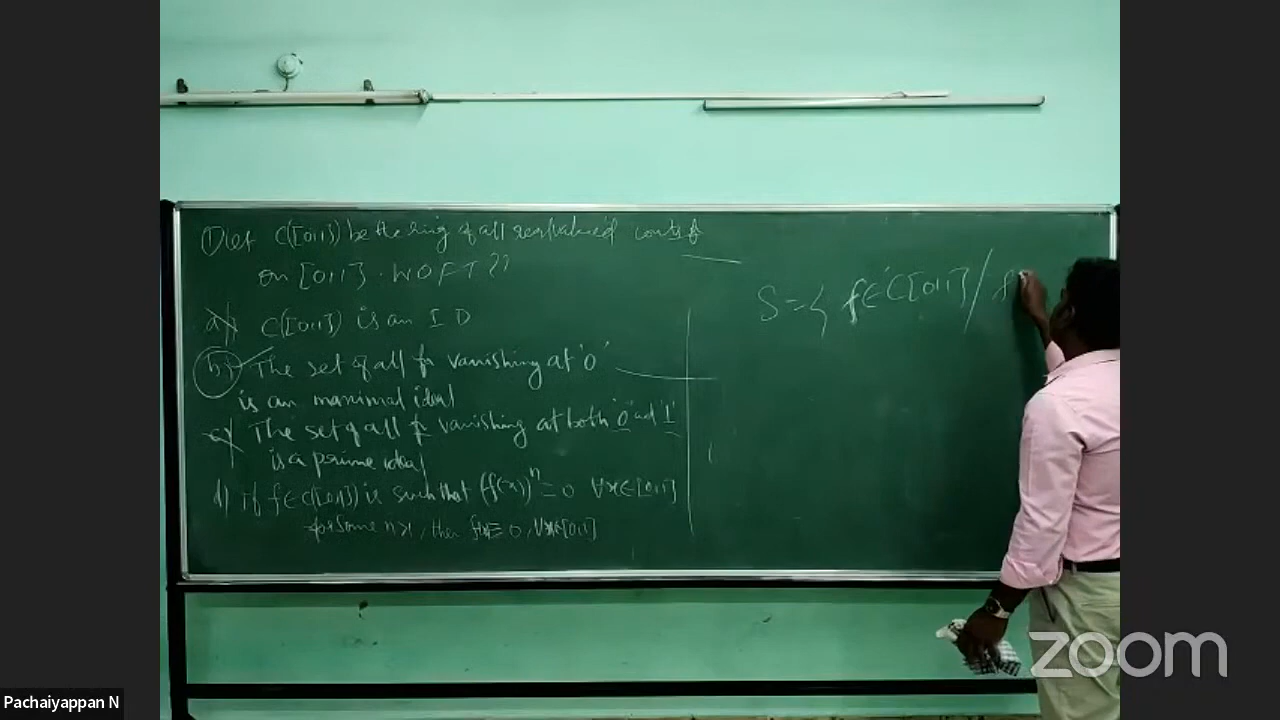 ① Let C([0,1]) be the ring of all real valued conts f
on [0,1]. W O F T ??
a) C([0,1]) is an I D
b) The set of all fn vanishing at '0'
is an maximal ideal
c) The set of all fn vanishing at both '0' and '1'
is a prime ideal
d) if f∈C([0,1]) is such that (f(x))^n = 0 ∀x∈[0,1]
for some n>1, then f(x)≡0, ∀x∈[0,1]
S = { f∈C[0,1] / f
zoom
Pachaiyappan N